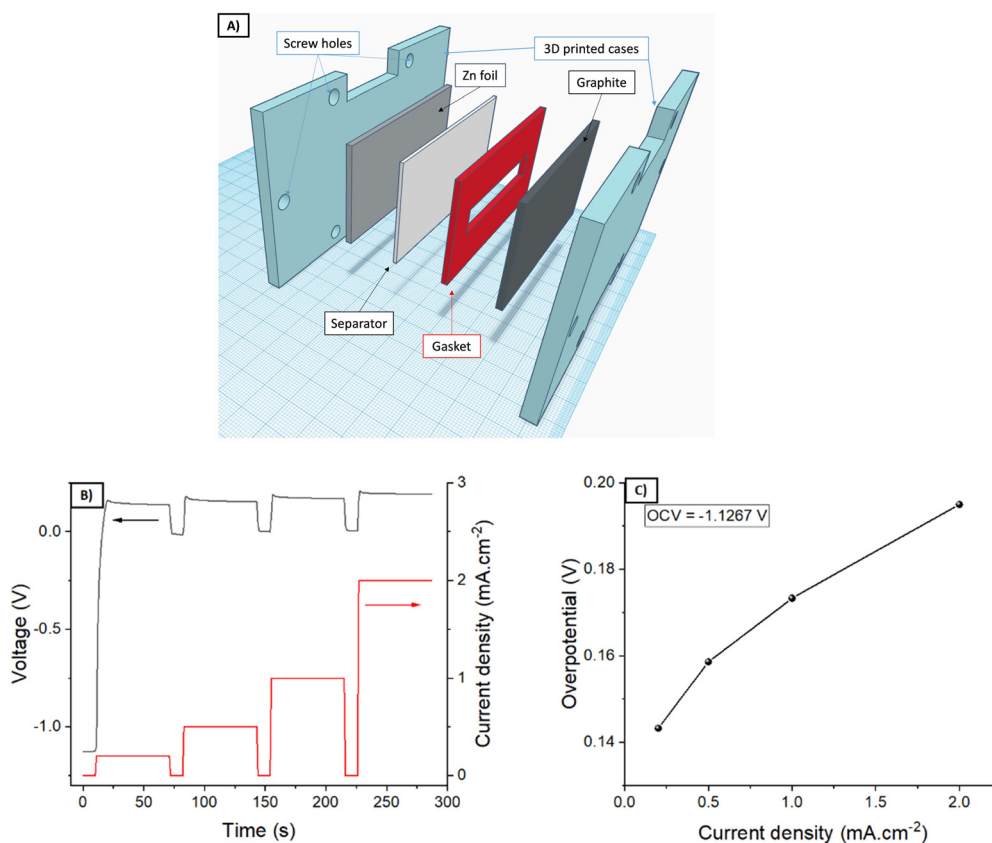 A)
Screw holes
3D printed cases
Zn foil
Graphite
Separator
Gasket
B)
Voltage (V)
0.0
-0.5
-1.0
0
50
100
150
200
250
300
Time (s)
3
2
1
0
Current density (mA.cm⁻²)
C)
OCV = -1.1267 V
Overpotential (V)
0.20
0.18
0.16
0.14
0.0
0.5
1.0
1.5
2.0
Current density (mA.cm⁻²)